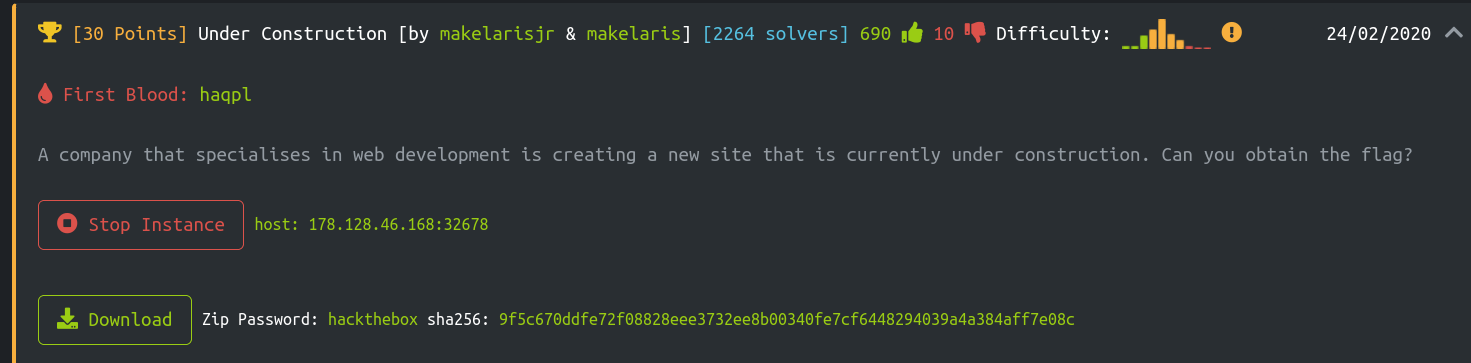 [30 Points] Under Construction [by makelarisjr & makelaris] [2264 solvers] 690 10 Difficulty: 24/02/2020
First Blood: haqpl
A company that specialises in web development is creating a new site that is currently under construction. Can you obtain the flag?
Stop Instance host: 178.128.46.168:32678
Download Zip Password: hackthebox sha256: 9f5c670ddfe72f08828eee3732ee8b00340fe7cf6448294039a4a384aff7e08c